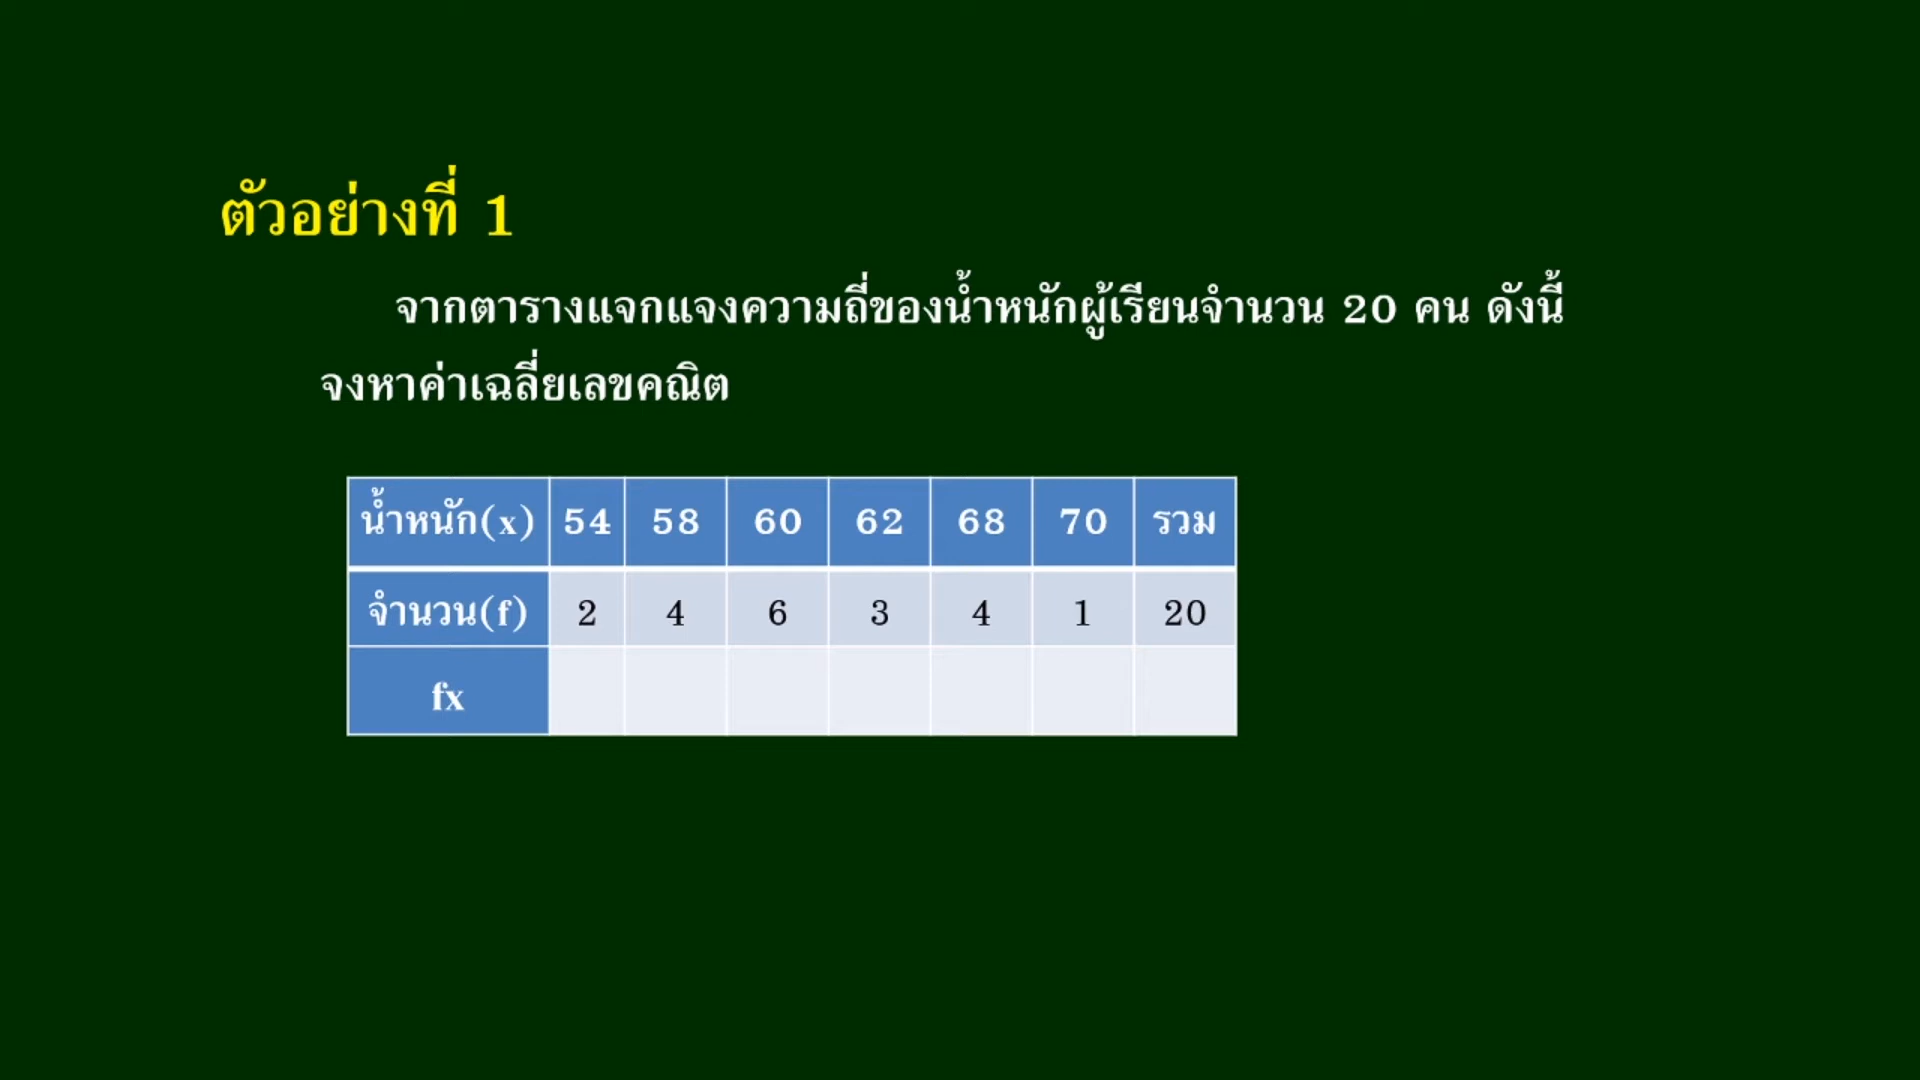 ตัวอย่างที่ 1
จากตารางแจกแจงความถี่ของน้ำหนักผู้เรียนจำนวน 20 คน ดังนี้
จงหาค่าเฉลี่ยเลขคณิต
น้ำหนัก(x) 54 58 60 62 68 70 รวม
จำนวน(f) 2 4 6 3 4 1 20
fx